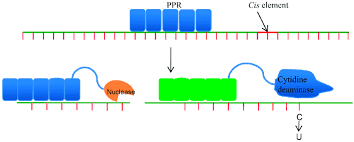 PPR
Cis element
Nuclease
Cytidine
deaminase
C
U